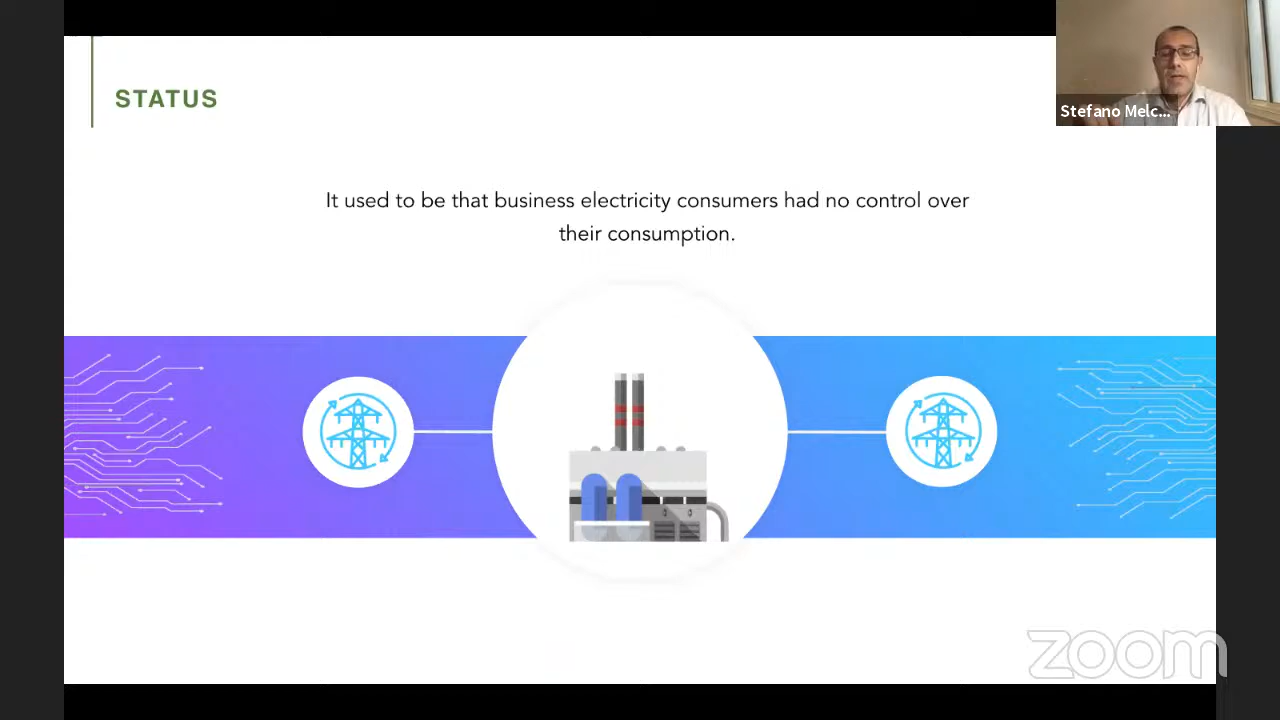 STATUS
Stefano Melc...
It used to be that business electricity consumers had no control over
their consumption.
zoom